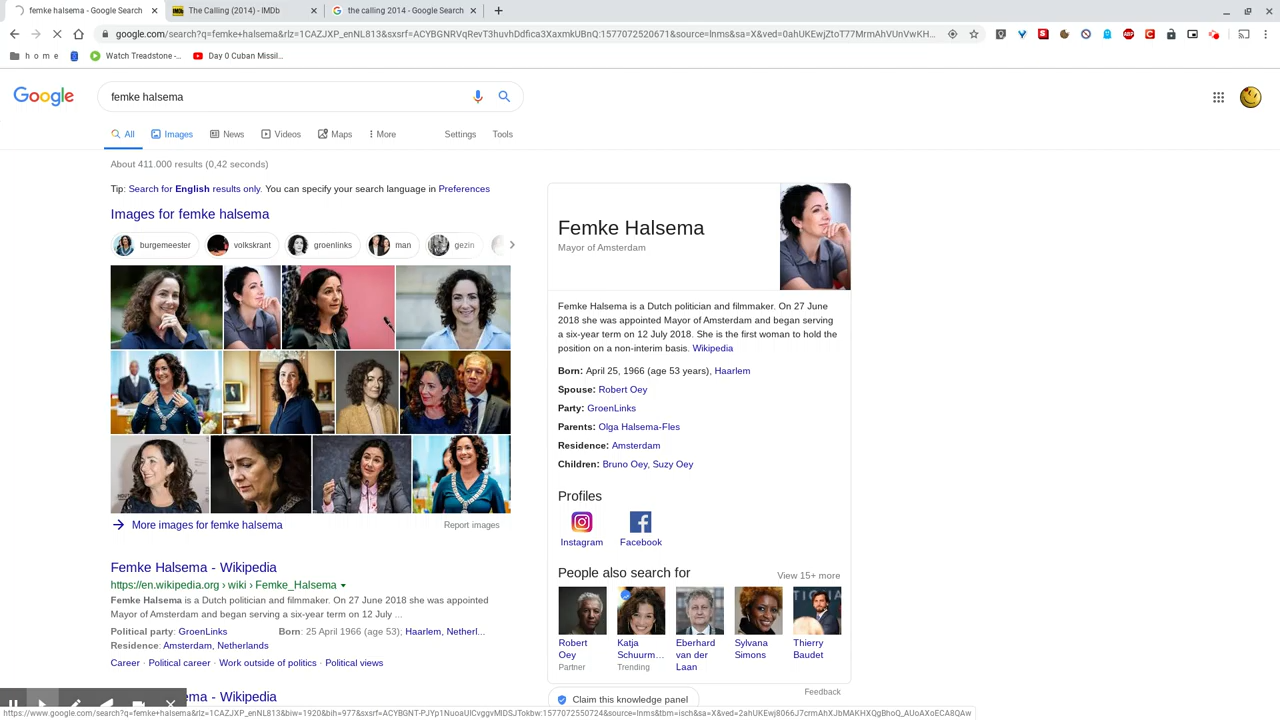 femke halsema - Google Search
The Calling (2014) - IMDb
the calling 2014 - Google Search
google.com/search?q=femke+halsema&rlz=1CAZJXP_enNL813&sxsrf=ACYBGNRVqRevT3huvhDdfica3XaxmkUBnQ:1577072520671&source=lnms&tbm=isch&sa=X&ved=0ahUKEwjZtoT77MrmAhVUnVwKH...
h o m e
Watch Treadstone -...
Day 0 Cuban Missil...
Google
femke halsema
All Images News Videos Maps More Settings Tools
About 411.000 results (0,42 seconds)
Tip: Search for English results only. You can specify your search language in Preferences
Images for femke halsema
burgemeester volkskrant groenlinks man gezin
More images for femke halsema
Report images
Femke Halsema - Wikipedia
https://en.wikipedia.org › wiki › Femke_Halsema
Femke Halsema is a Dutch politician and filmmaker. On 27 June 2018 she was appointed
Mayor of Amsterdam and began serving a six-year term on 12 July ...
Political party: GroenLinks Born: 25 April 1966 (age 53); Haarlem, Netherl...
Residence: Amsterdam, Netherlands
Career · Political career · Work outside of politics · Political views
ema - Wikipedia
Femke Halsema
Mayor of Amsterdam
Femke Halsema is a Dutch politician and filmmaker. On 27 June
2018 she was appointed Mayor of Amsterdam and began serving
a six-year term on 12 July 2018. She is the first woman to hold the
position on a non-interim basis. Wikipedia
Born: April 25, 1966 (age 53 years), Haarlem
Spouse: Robert Oey
Party: GroenLinks
Parents: Olga Halsema-Fles
Residence: Amsterdam
Children: Bruno Oey, Suzy Oey
Profiles
Instagram Facebook
People also search for
View 15+ more
Robert
Oey
Partner
Katja
Schuurm...
Trending
Eberhard
van der
Laan
Sylvana
Simons
Thierry
Baudet
Claim this knowledge panel
Feedback